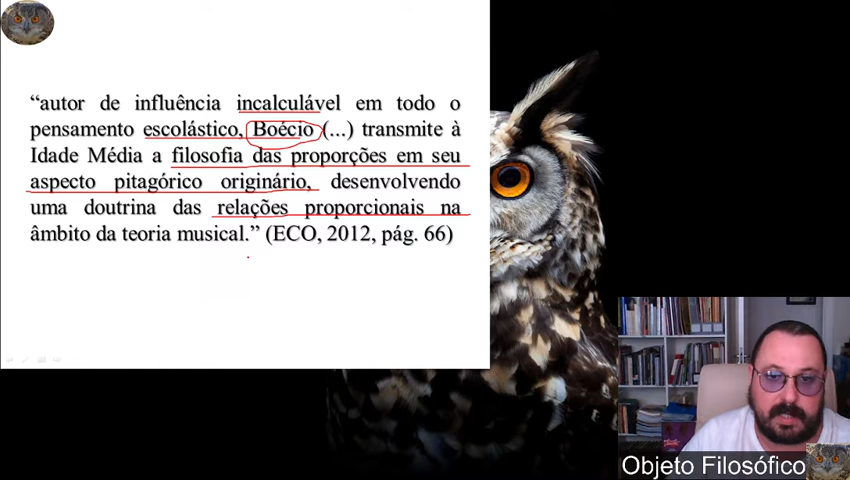 “autor de influência incalculável em todo o
pensamento escolástico, Boécio (...) transmite à
Idade Média a filosofia das proporções em seu
aspecto pitagórico originário, desenvolvendo
uma doutrina das relações proporcionais na
âmbito da teoria musical.” (ECO, 2012, pág. 66)
Objeto Filosófico